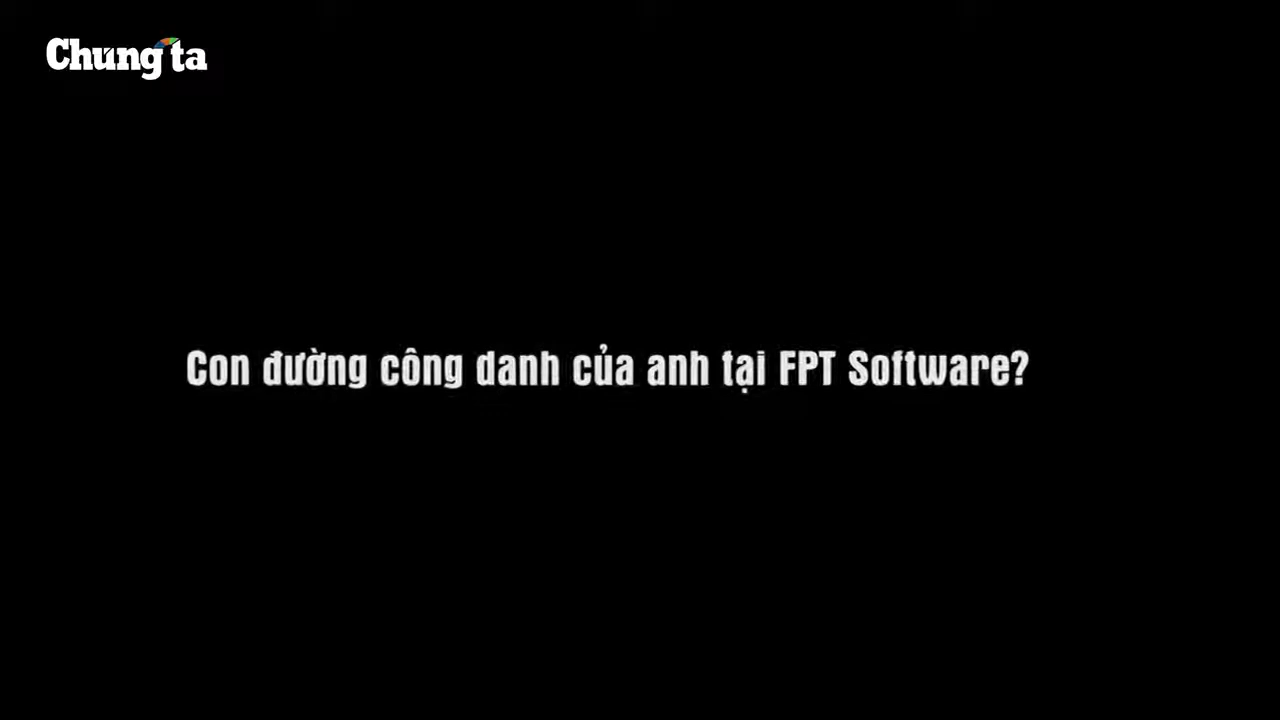 Chúng ta
Con đường công danh của anh tại FPT Software?